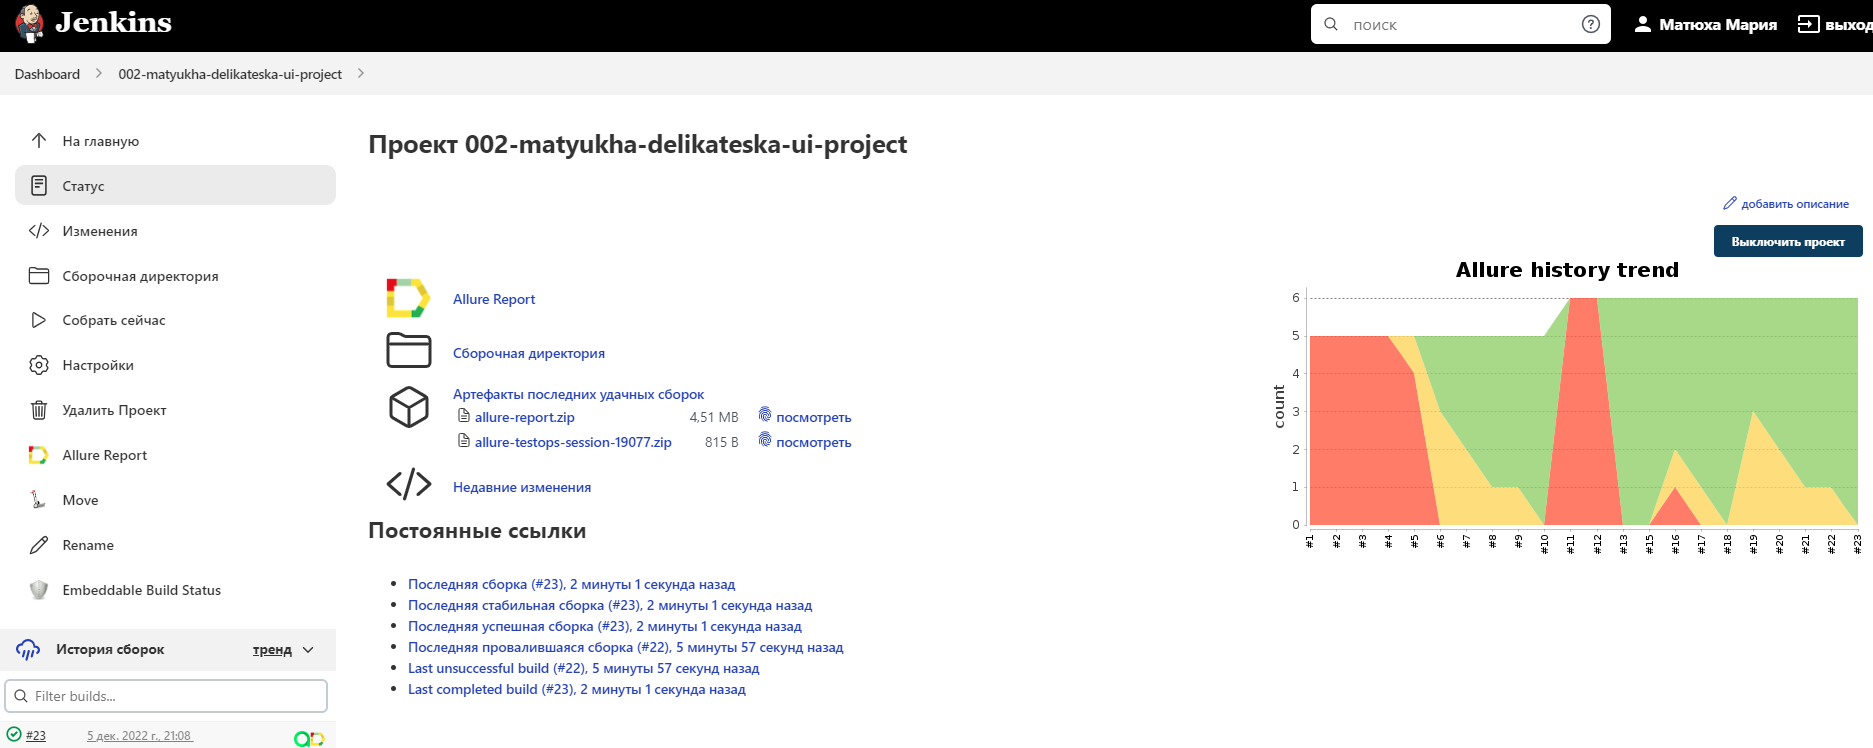 Jenkins
поиск
Матюха Мария
выход
Dashboard
002-matyukha-delikateska-ui-project
На главную
Статус
Изменения
Сборочная директория
Собрать сейчас
Настройки
Удалить Проект
Allure Report
Move
Rename
Embeddable Build Status
История сборок
тренд
Filter builds...
#23
5 дек. 2022 г., 21:08
Проект 002-matyukha-delikateska-ui-project
добавить описание
Выключить проект
Allure Report
Сборочная директория
Артефакты последних удачных сборок
allure-report.zip 4,51 MB посмотреть
allure-testops-session-19077.zip 815 B посмотреть
Недавние изменения
Постоянные ссылки
Последняя сборка (#23), 2 минуты 1 секунда назад
Последняя стабильная сборка (#23), 2 минуты 1 секунда назад
Последняя успешная сборка (#23), 2 минуты 1 секунда назад
Последняя провалившаяся сборка (#22), 5 минуты 57 секунд назад
Last unsuccessful build (#22), 5 минуты 57 секунд назад
Last completed build (#23), 2 минуты 1 секунда назад
Allure history trend
count
6
5
4
3
2
1
0
#1 #2 #3 #4 #5 #6 #7 #8 #9 #10 #11 #12 #13 #15 #16 #17 #18 #19 #20 #21 #22 #23